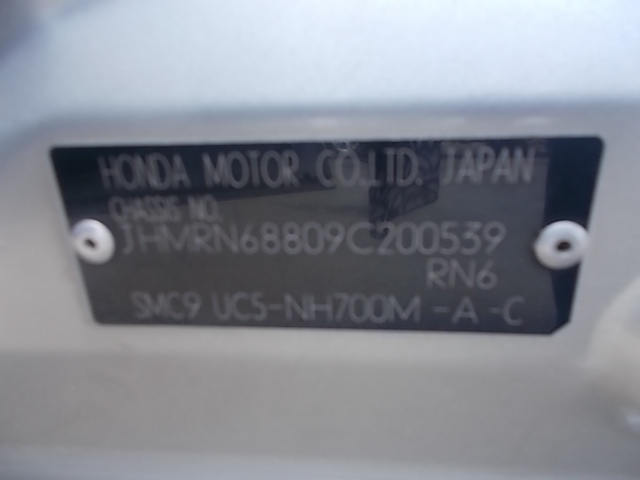 HONDA MOTOR CO.,LTD. JAPAN
CHASSIS NO.
JHMRN68809C200539
RN6
SMC9 UC5-NH700M-A-C